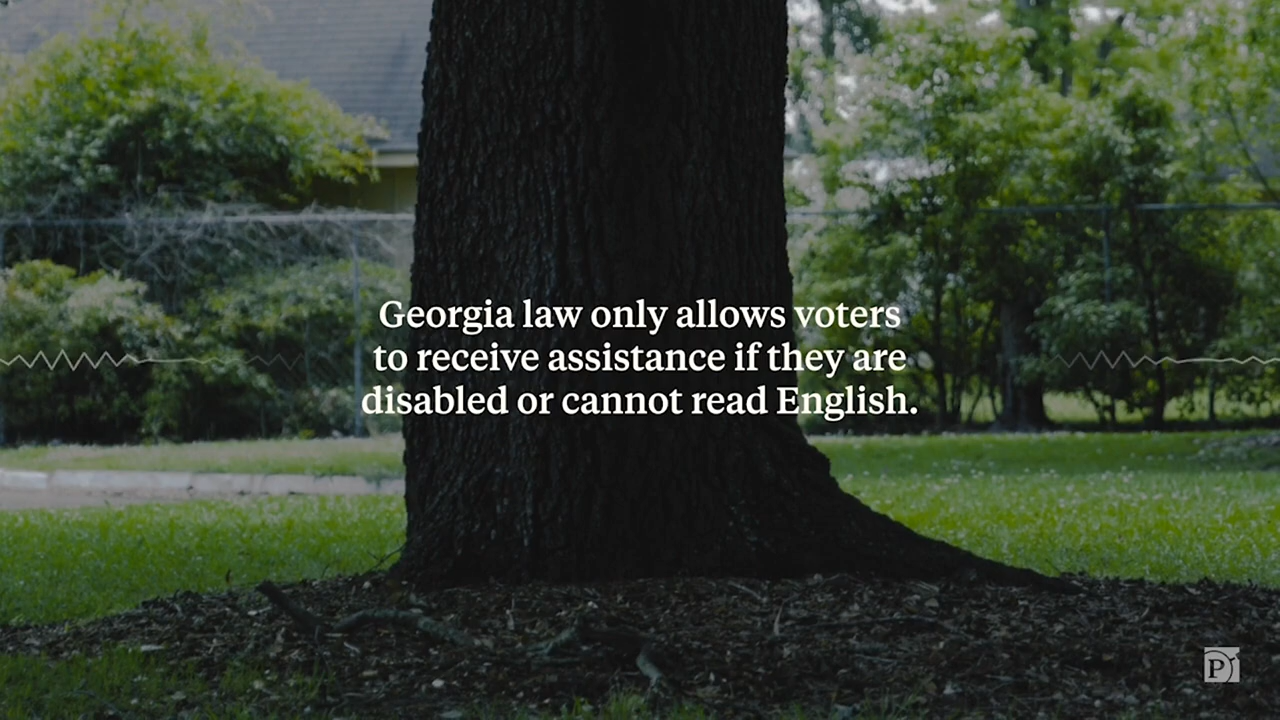 Georgia law only allows voters
to receive assistance if they are
disabled or cannot read English.
P